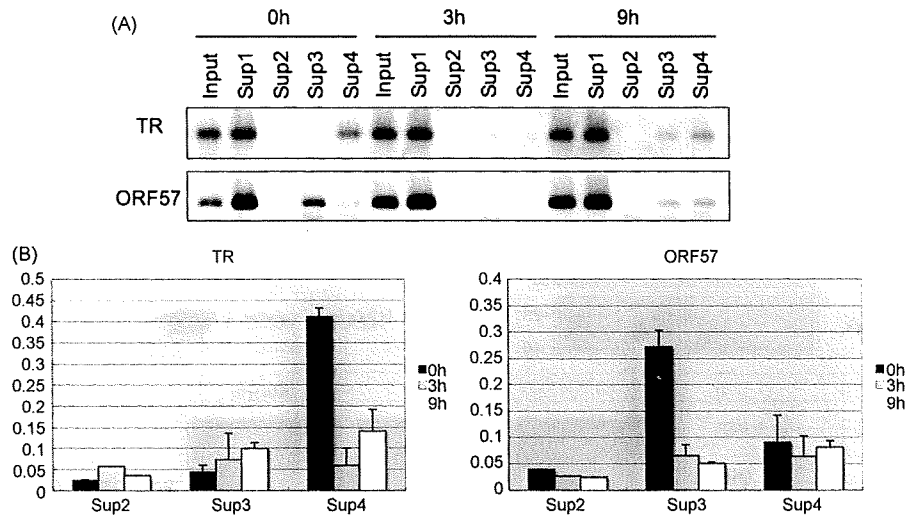 (A)
0h 3h 9h
Input Sup1 Sup2 Sup3 Sup4 Input Sup1 Sup2 Sup3 Sup4 Input Sup1 Sup2 Sup3 Sup4
TR
ORF57
(B)
TR
0.5
0.45
0.4
0.35
0.3
0.25
0.2
0.15
0.1
0.05
0
Sup2 Sup3 Sup4
0h
3h
9h
ORF57
0.4
0.35
0.3
0.25
0.2
0.15
0.1
0.05
0
Sup2 Sup3 Sup4
0h
3h
9h